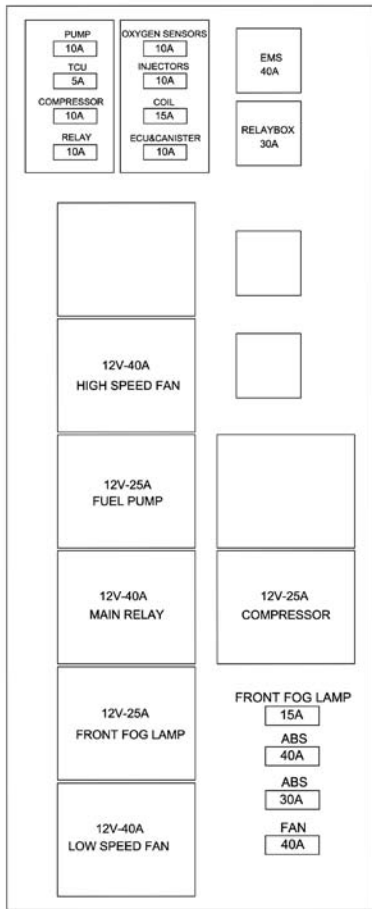 PUMP
10A
TCU
5A
COMPRESSOR
10A
RELAY
10A
OXYGEN SENSORS
10A
INJECTORS
10A
COIL
15A
ECU&CANISTER
10A
EMS
40A
RELAYBOX
30A
12V-40A
HIGH SPEED FAN
12V-25A
FUEL PUMP
12V-40A
MAIN RELAY
12V-25A
FRONT FOG LAMP
12V-40A
LOW SPEED FAN
12V-25A
COMPRESSOR
FRONT FOG LAMP
15A
ABS
40A
ABS
30A
FAN
40A